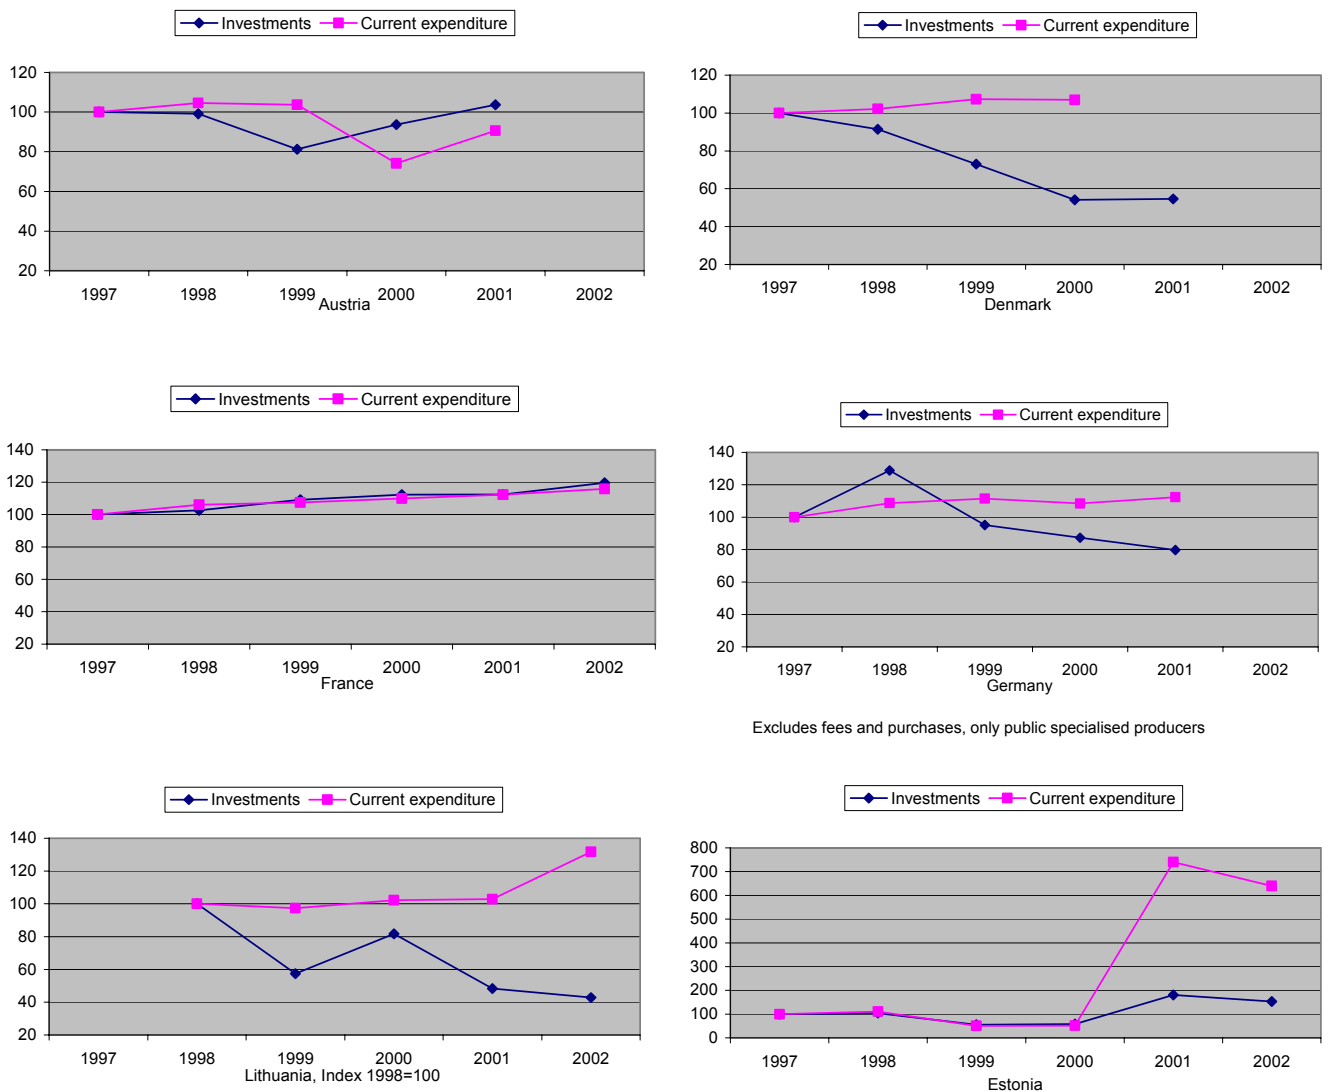 Investments Current expenditure
120
100
80
60
40
20
1997 1998 1999 2000 2001 2002
Austria
Investments Current expenditure
120
100
80
60
40
20
1997 1998 1999 2000 2001 2002
Denmark
Investments Current expenditure
140
120
100
80
60
40
20
1997 1998 1999 2000 2001 2002
France
Investments Current expenditure
140
120
100
80
60
40
20
1997 1998 1999 2000 2001 2002
Germany
Excludes fees and purchases, only public specialised producers
Investments Current expenditure
140
120
100
80
60
40
20
1997 1998 1999 2000 2001 2002
Lithuania, Index 1998=100
Investments Current expenditure
800
700
600
500
400
300
200
100
0
1997 1998 1999 2000 2001 2002
Estonia